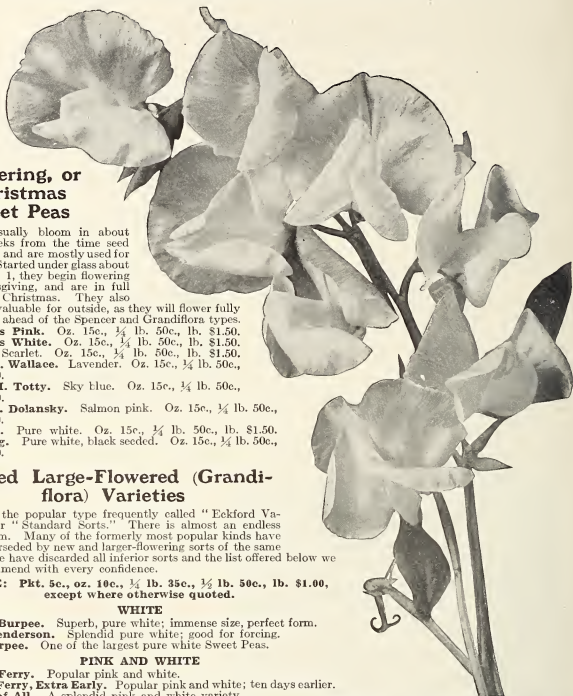 ering, or
ristmas
et Peas
sually bloom in about
eks from the time seed
and are mostly used for
Started under glass about
1, they begin flowering
sgiving, and are in full
Christmas. They also
valuable for outside, as they will flower fully
ahead of the Spencer and Grandiflora types.
s Pink. Oz. 15c., ¼ lb. 50c., lb. $1.50.
s White. Oz. 15c., ¼ lb. 50c., lb. $1.50.
Scarlet. Oz. 15c., ¼ lb. 50c., lb. $1.50.
. Wallace. Lavender. Oz. 15c., ¼ lb. 50c.,
. Totty. Sky blue. Oz. 15c., ¼ lb. 50c.,
. Dolansky. Salmon pink. Oz. 15c., ¼ lb. 50c.,
. Pure white. Oz. 15c., ¼ lb. 50c., lb. $1.50.
g. Pure white, black seeded. Oz. 15c., ¼ lb. 50c.,
ed Large-Flowered (Grandi-
flora) Varieties
the popular type frequently called "Eckford Va-
r "Standard Sorts." There is almost an endless
m. Many of the formerly most popular kinds have
rseded by new and larger-flowering sorts of the same
e have discarded all inferior sorts and the list offered below we
mend with every confidence.
: Pkt. 5c., oz. 10c., ¼ lb. 35c., ½ lb. 50c., lb. $1.00,
except where otherwise quoted.
WHITE
Burpee. Superb, pure white; immense size, perfect form.
enderson. Splendid pure white; good for forcing.
rpee. One of the largest pure white Sweet Peas.
PINK AND WHITE
Ferry. Popular pink and white.
Ferry, Extra Early. Popular pink and white; ten days earlier.
of All. A splendid pink and white variety.